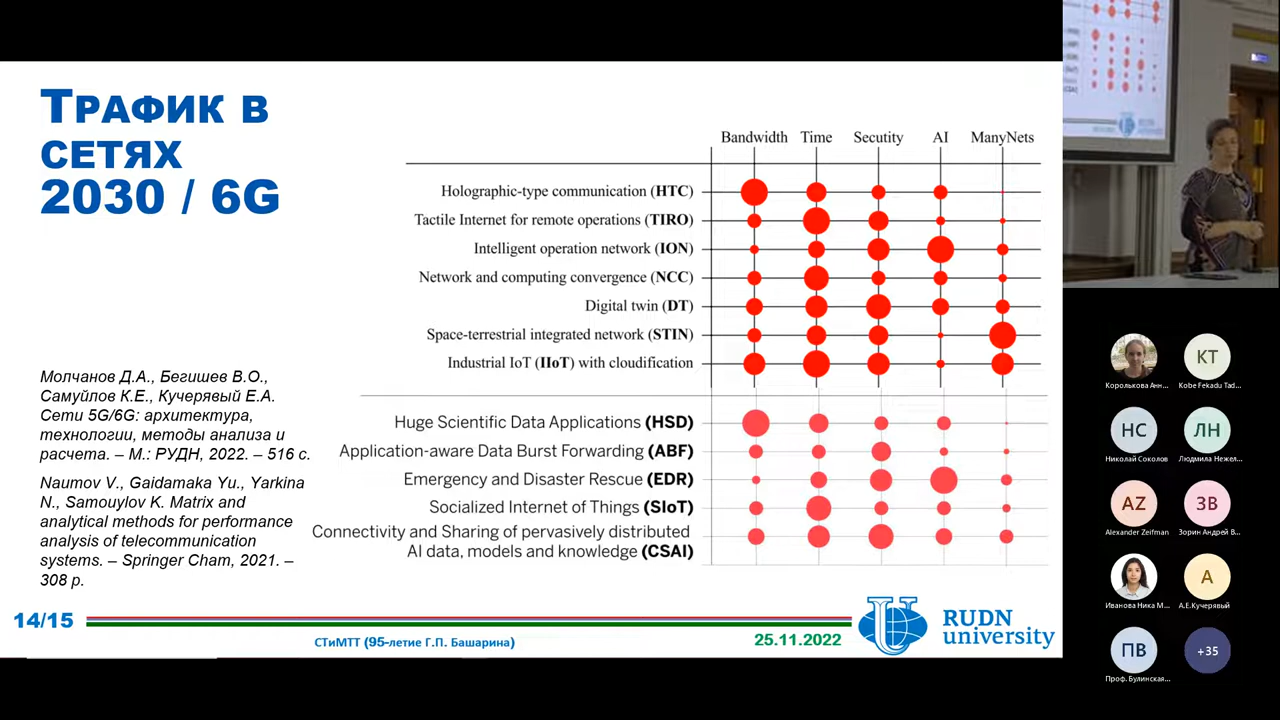 ТРАФИК В
СЕТЯХ
2030 / 6G
Bandwidth Time Secutity AI ManyNets
Holographic-type communication (HTC)
Tactile Internet for remote operations (TIRO)
Intelligent operation network (ION)
Network and computing convergence (NCC)
Digital twin (DT)
Space-terrestrial integrated network (STIN)
Industrial IoT (IIoT) with cloudification
Huge Scientific Data Applications (HSD)
Application-aware Data Burst Forwarding (ABF)
Emergency and Disaster Rescue (EDR)
Socialized Internet of Things (SIoT)
Connectivity and Sharing of pervasively distributed
AI data, models and knowledge (CSAI)
Молчанов Д.А., Бегишев В.О.,
Самуйлов К.Е., Кучерявый Е.А.
Сети 5G/6G: архитектура,
технологии, методы анализа и
расчета. – М.: РУДН, 2022. – 516 с.
Naumov V., Gaidamaka Yu., Yarkina
N., Samouylov K. Matrix and
analytical methods for performance
analysis of telecommunication
systems. – Springer Cham, 2021. –
308 p.
14/15
СТиМТТ (95-летие Г.П. Башарина)
25.11.2022
RUDN
university
RUDN
Королькова Анн...
КТ
Kobe Fekadu Tad...
НС
Николай Соколов
ЛН
Людмила Нежел...
AZ
Alexander Zeifman
ЗВ
Зорин Андрей В...
Иванова Ника М...
А
А.Е.Кучерявый
ПВ
Проф. Булинская...
+35